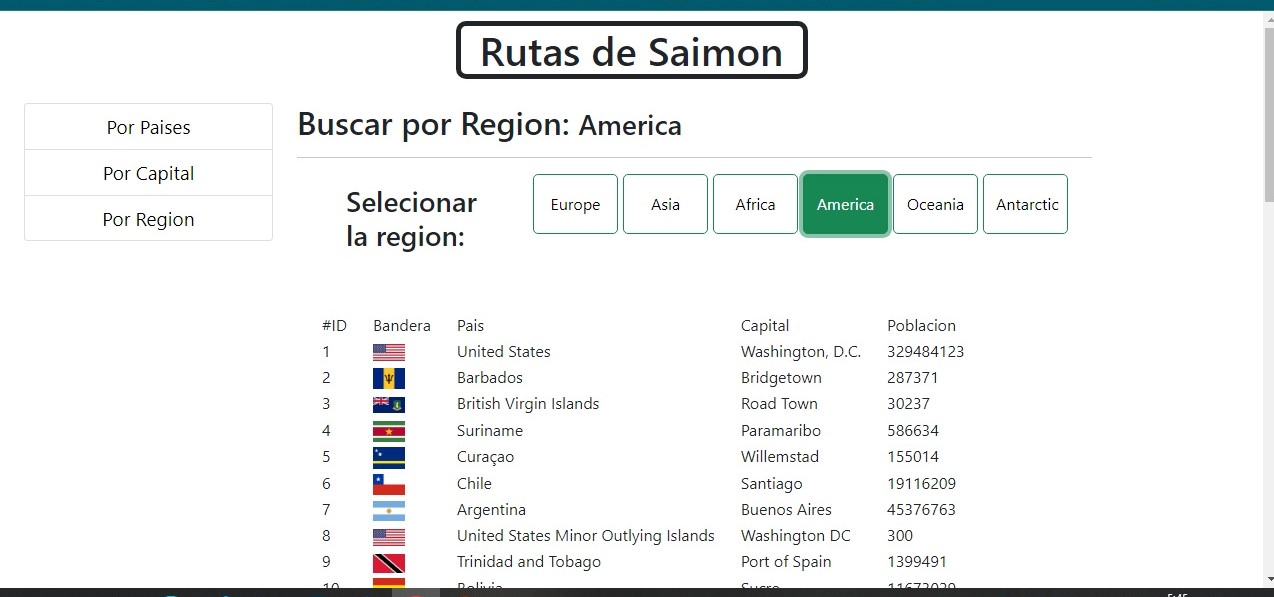 Rutas de Saimon
Por Paises
Por Capital
Por Region
Buscar por Region: America
Selecionar
la region:
Europe Asia Africa America Oceania Antarctic
#ID Bandera Pais Capital Poblacion
1 United States Washington, D.C. 329484123
2 Barbados Bridgetown 287371
3 British Virgin Islands Road Town 30237
4 Suriname Paramaribo 586634
5 Curaçao Willemstad 155014
6 Chile Santiago 19116209
7 Argentina Buenos Aires 45376763
8 United States Minor Outlying Islands Washington DC 300
9 Trinidad and Tobago Port of Spain 1399491
10 Bolivia Sucre